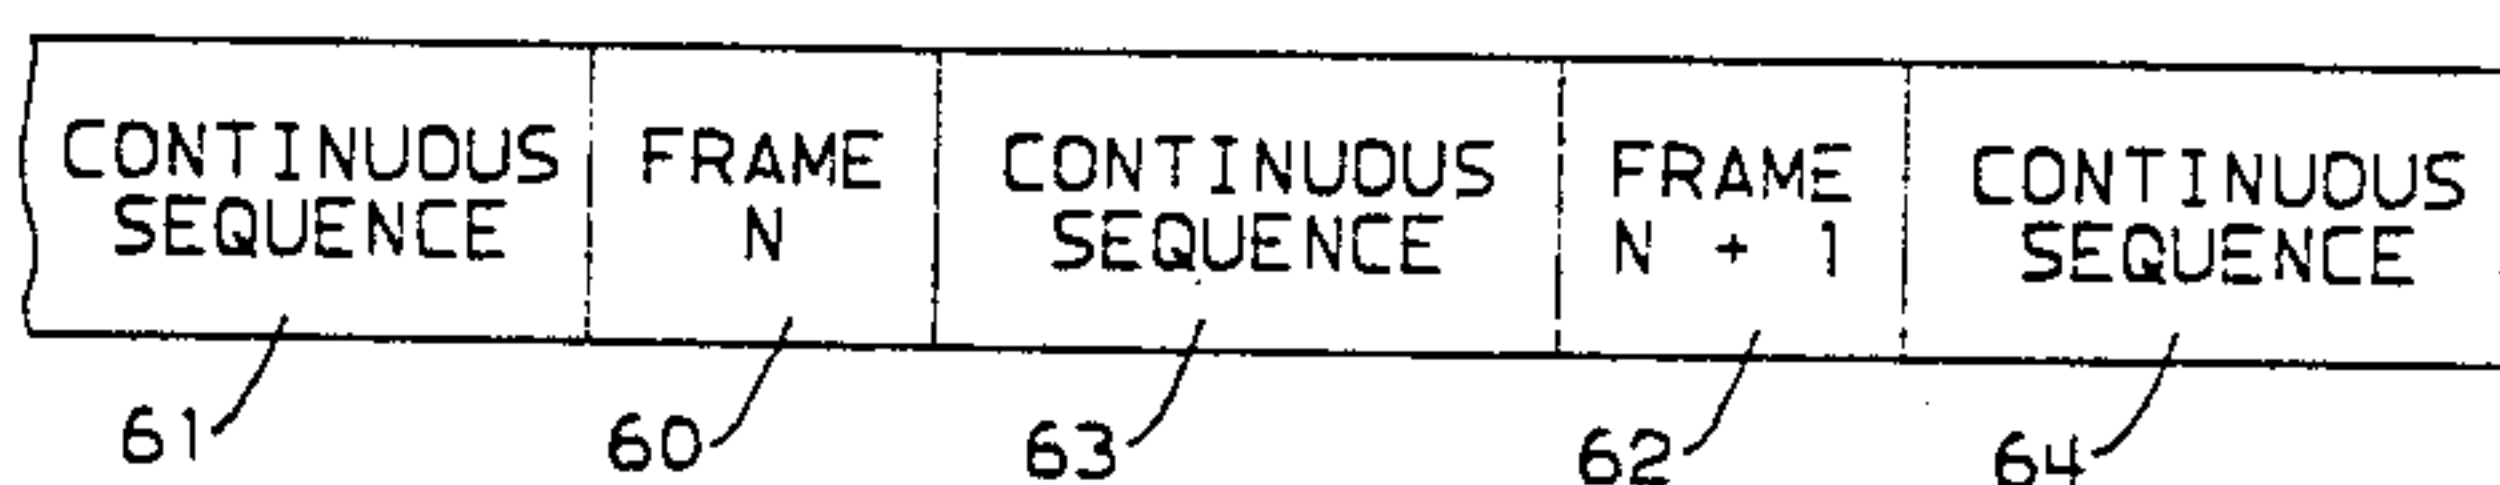 CONTINUOUS
SEQUENCE
FRAME
N
CONTINUOUS
SEQUENCE
FRAME
N + 1
CONTINUOUS
SEQUENCE
61
60
63
62
64